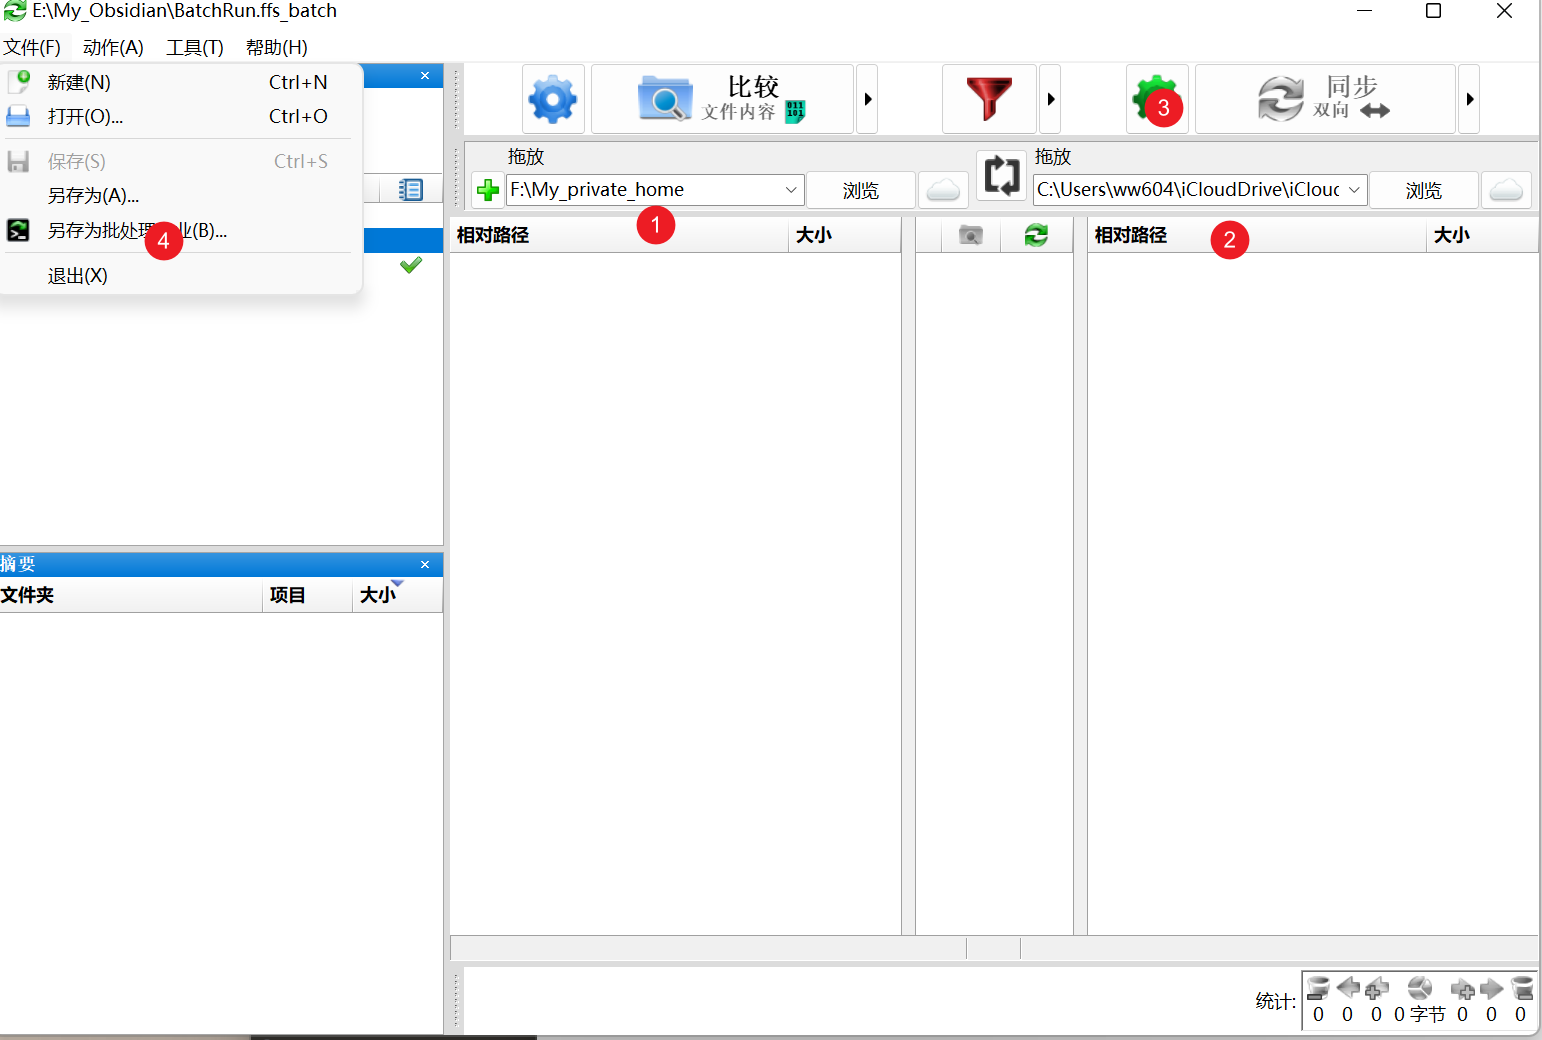 E:\My_Obsidian\BatchRun.ffs_batch
文件(F) 动作(A) 工具(T) 帮助(H)
新建(N) Ctrl+N
打开(O)... Ctrl+O
保存(S) Ctrl+S
另存为(A)...
另存为批处理业(B)...
4
退出(X)
比较
文件内容
011
101
3
同步
双向
拖放
F:\My_private_home
浏览
拖放
C:\Users\ww604\iCloudDrive\iCloud
浏览
1
相对路径 大小
相对路径 大小
2
摘要
文件夹 项目 大小
统计:
0 0 0 0 字节 0 0 0